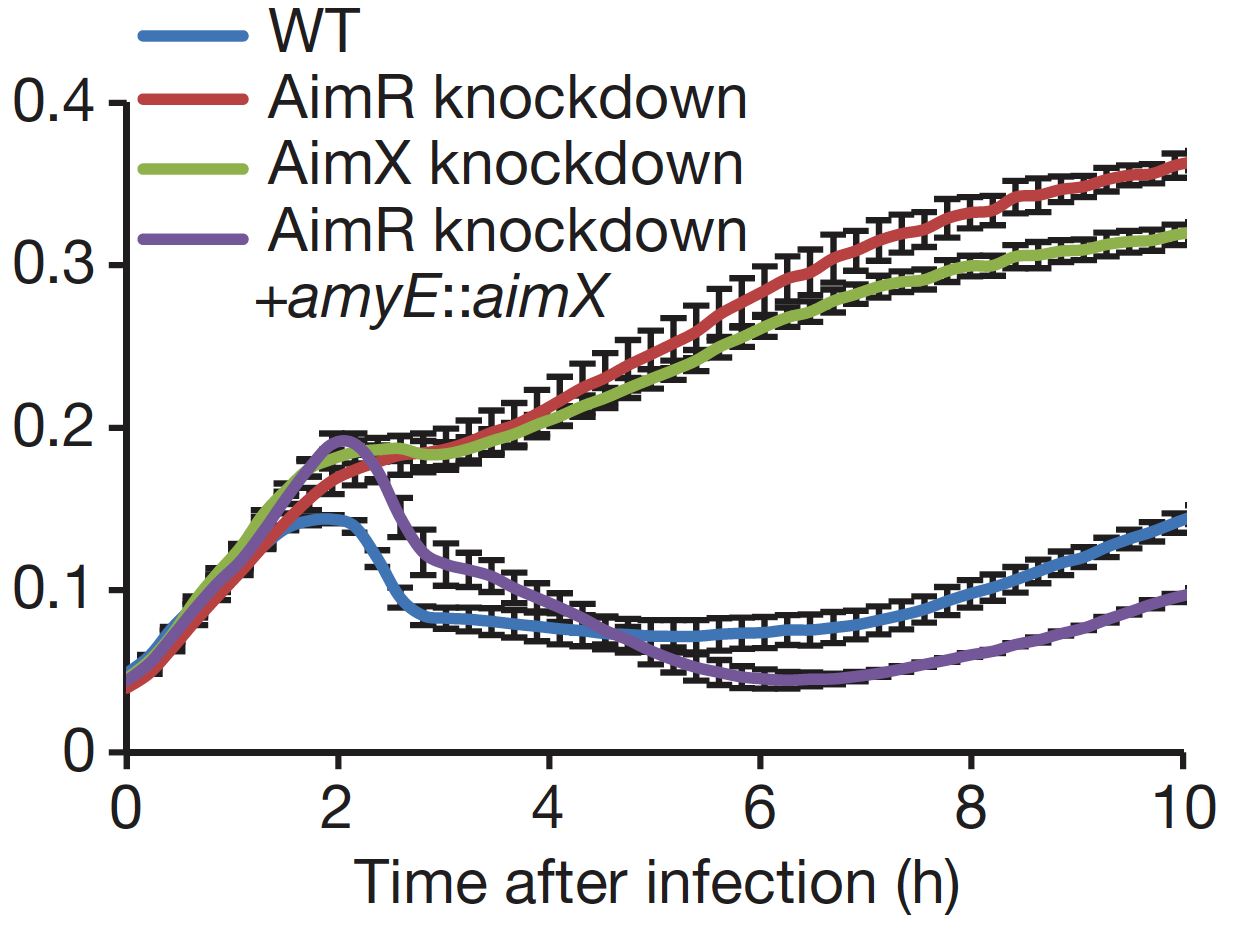 WT
AimR knockdown
AimX knockdown
AimR knockdown
+amyE::aimX
0.4
0.3
0.2
0.1
0
0 2 4 6 8 10
Time after infection (h)